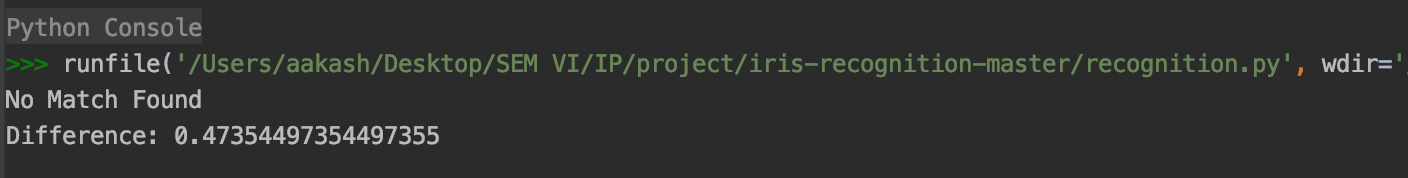 Python Console
>>> runfile('/Users/aakash/Desktop/SEM VI/IP/project/iris-recognition-master/recognition.py', wdir='
No Match Found
Difference: 0.47354497354497355